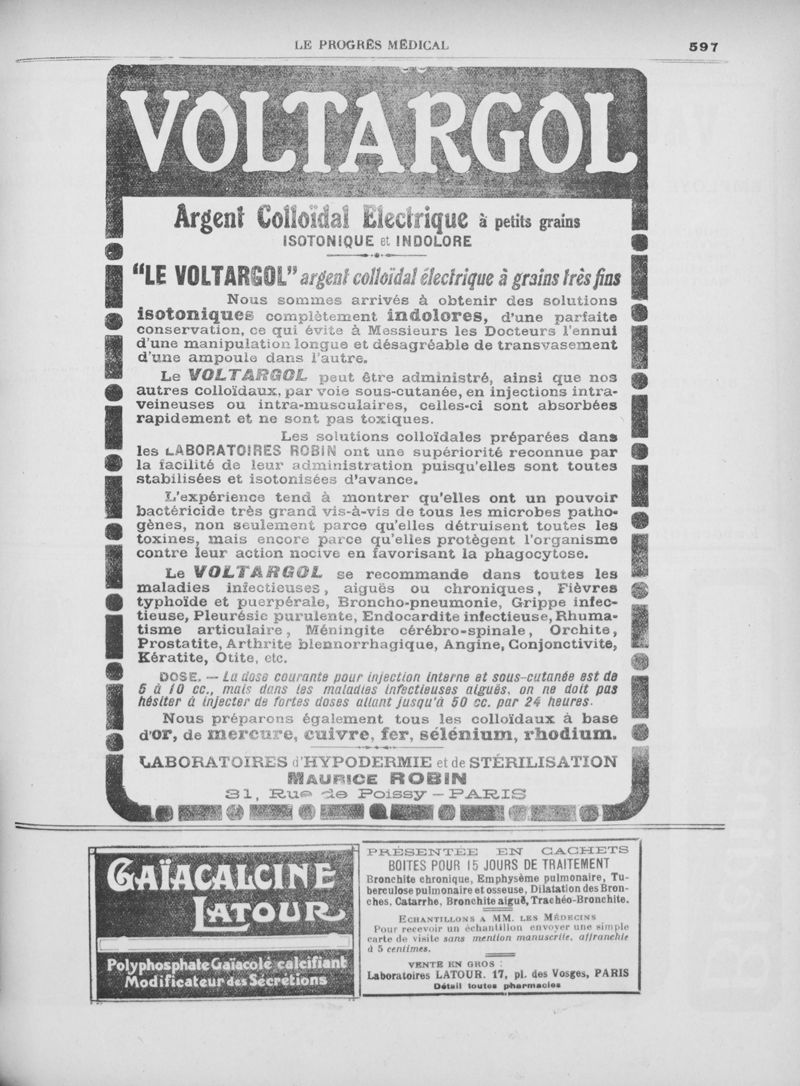 LE PROGRÈS MÉDICAL
597
VOLTARGOL
Argent Colloïdal Electrique à petits grains
ISOTONIQUE et INDOLORE
"LE VOLTARGOL" argent colloïdal électrique à grains très fins
Nous sommes arrivés à obtenir des solutions
isotoniques complètement indolores, d'une parfaite
conservation, ce qui évite à Messieurs les Docteurs l'ennui
d'une manipulation longue et désagréable de transvasement
d'une ampoule dans l'autre.
Le VOLTARGOL peut être administré, ainsi que nos
autres colloïdaux, par voie sous-cutanée, en injections intra-
veineuses ou intra-musculaires, celles-ci sont absorbées
rapidement et ne sont pas toxiques.
Les solutions colloïdales préparées dans
les LABORATOIRES ROBIN ont une supériorité reconnue par
la facilité de leur administration puisqu'elles sont toutes
stabilisées et isotonisées d'avance.
L'expérience tend à montrer qu'elles ont un pouvoir
bactéricide très grand vis-à-vis de tous les microbes patho-
gènes, non seulement parce qu'elles détruisent toutes les
toxines, mais encore parce qu'elles protègent l'organisme
contre leur action nocive en favorisant la phagocytose.
Le VOLTARGOL se recommande dans toutes les
maladies infectieuses, aiguës ou chroniques, Fièvres
typhoïde et puerpérale, Broncho-pneumonie, Grippe infec-
tieuse, Pleurésie purulente, Endocardite infectieuse, Rhuma-
tisme articulaire, Méningite cérébro-spinale, Orchite,
Prostatite, Arthrite blennorrhagique, Angine, Conjonctivite,
Kératite, Otite, etc.
DOSE. — La dose courante pour injection interne et sous-cutanée est de
5 à 10 cc., mais dans les maladies infectieuses aiguës, on ne doit pas
hésiter à injecter de fortes doses allant jusqu'à 50 cc. par 24 heures.
Nous préparons également tous les colloïdaux à base
d'or, de mercure, cuivre, fer, sélénium, rhodium.
LABORATOIRES d'HYPODERMIE et de STÉRILISATION
MAURICE ROBIN
31, Rue de Poissy — PARIS
GAÏACALCINE
LATOUR
Polyphosphate Gaïacolé calcifiant
Modificateur des Sécrétions
PRÉSENTÉE EN CACHETS
BOITES POUR 15 JOURS DE TRAITEMENT
Bronchite chronique, Emphysème pulmonaire, Tu-
berculose pulmonaire et osseuse, Dilatation des Bron-
ches, Catarrhe, Bronchite aiguë, Trachéo-Bronchite.
ECHANTILLONS A MM. LES MÉDECINS
Pour recevoir un échantillon envoyer une simple
carte de visite sans mention manuscrite, affranchie
à 5 centimes.
VENTE EN GROS :
Laboratoires LATOUR. 17, pl. des Vosges, PARIS
Détail toutes pharmacies